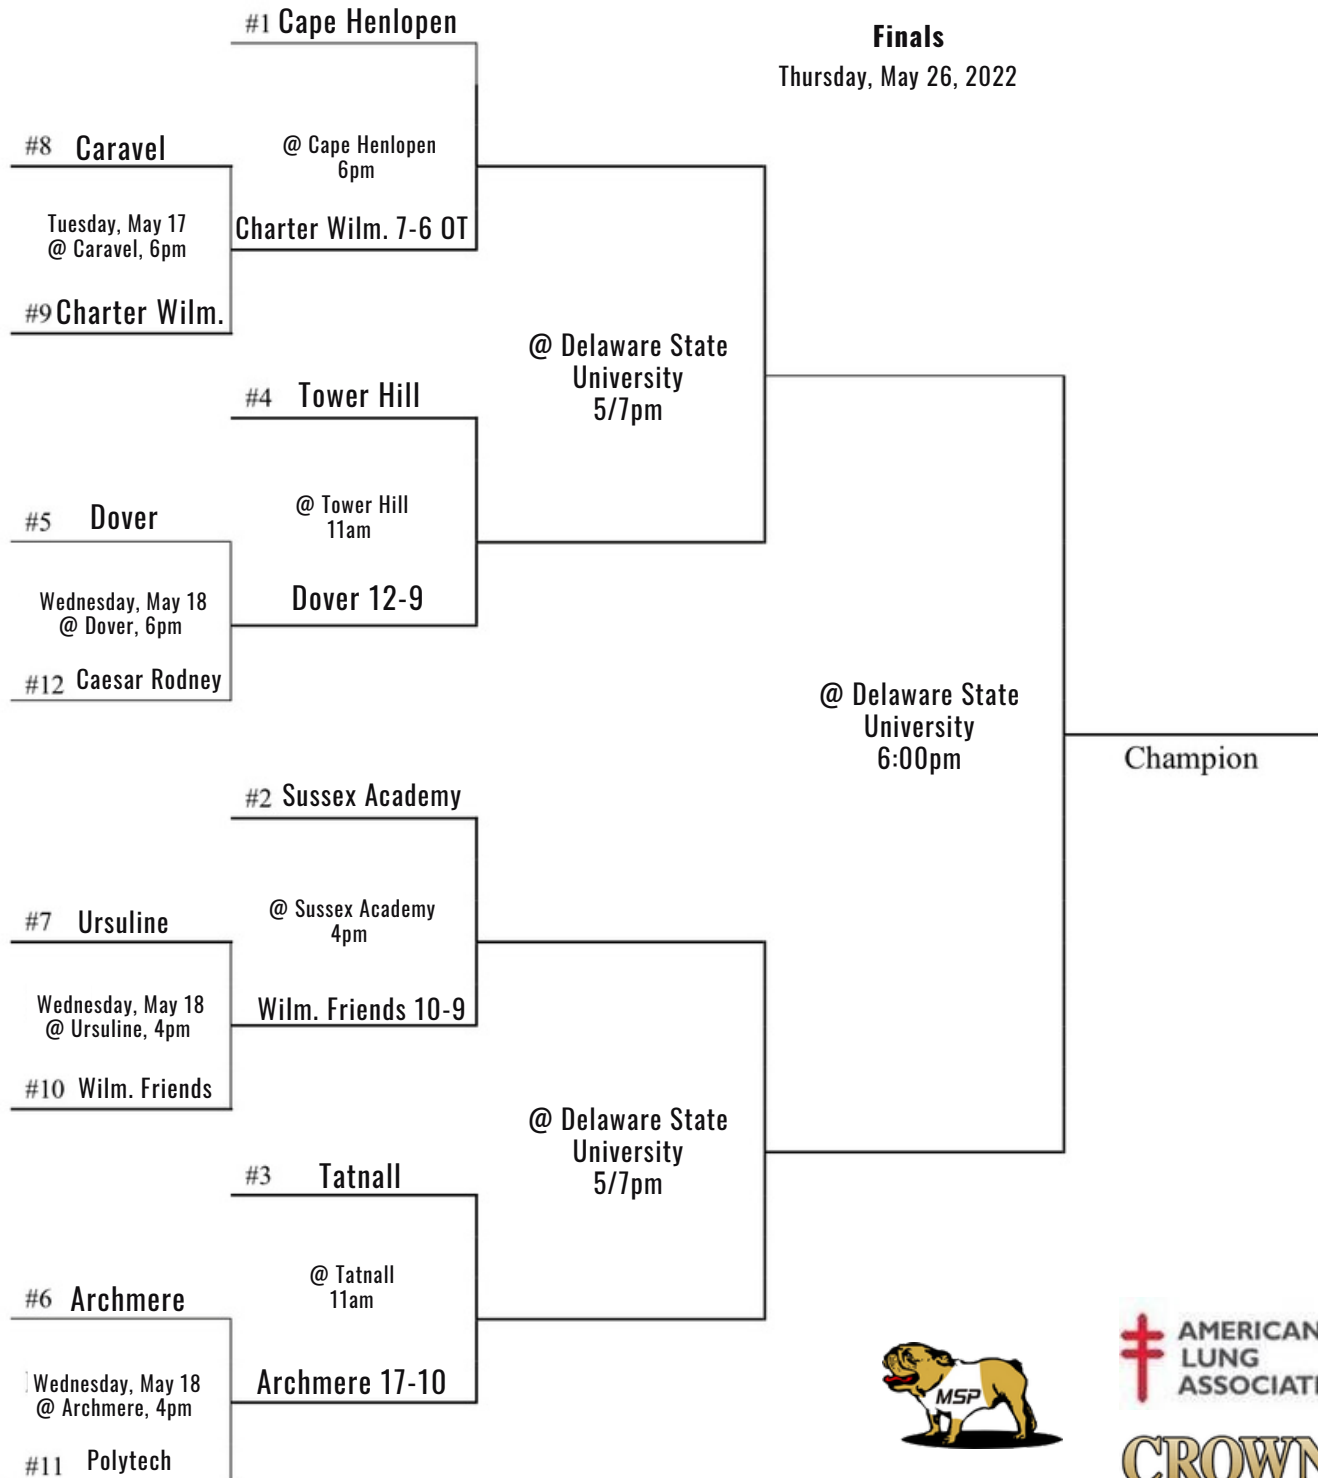 #1 Cape Henlopen
Finals
Thursday, May 26, 2022
#8 Caravel
@ Cape Henlopen
6pm
Tuesday, May 17
@ Caravel, 6pm
Charter Wilm. 7-6 OT
#9 Charter Wilm.
@ Delaware State
University
5/7pm
#4 Tower Hill
#5 Dover
@ Tower Hill
11am
Wednesday, May 18
@ Dover, 6pm
Dover 12-9
#12 Caesar Rodney
@ Delaware State
University
6:00pm
Champion
#2 Sussex Academy
#7 Ursuline
@ Sussex Academy
4pm
Wednesday, May 18
@ Ursuline, 4pm
Wilm. Friends 10-9
#10 Wilm. Friends
@ Delaware State
University
5/7pm
#3 Tatnall
#6 Archmere
@ Tatnall
11am
Wednesday, May 18
@ Archmere, 4pm
Archmere 17-10
#11 Polytech
MSP
AMERICAN
LUNG
ASSOCIATI
CROWN